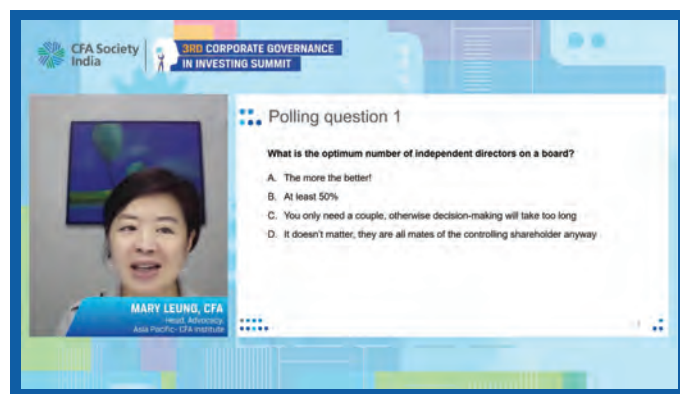 CFA Society
India
3RD CORPORATE GOVERNANCE
IN INVESTING SUMMIT
Polling question 1
What is the optimum number of independent directors on a board?
A. The more the better!
B. At least 50%
C. You only need a couple, otherwise decision-making will take too long
D. It doesn't matter, they are all mates of the controlling shareholder anyway
MARY LEUNG, CFA
Head, Advocacy,
Asia Pacific- CFA Institute